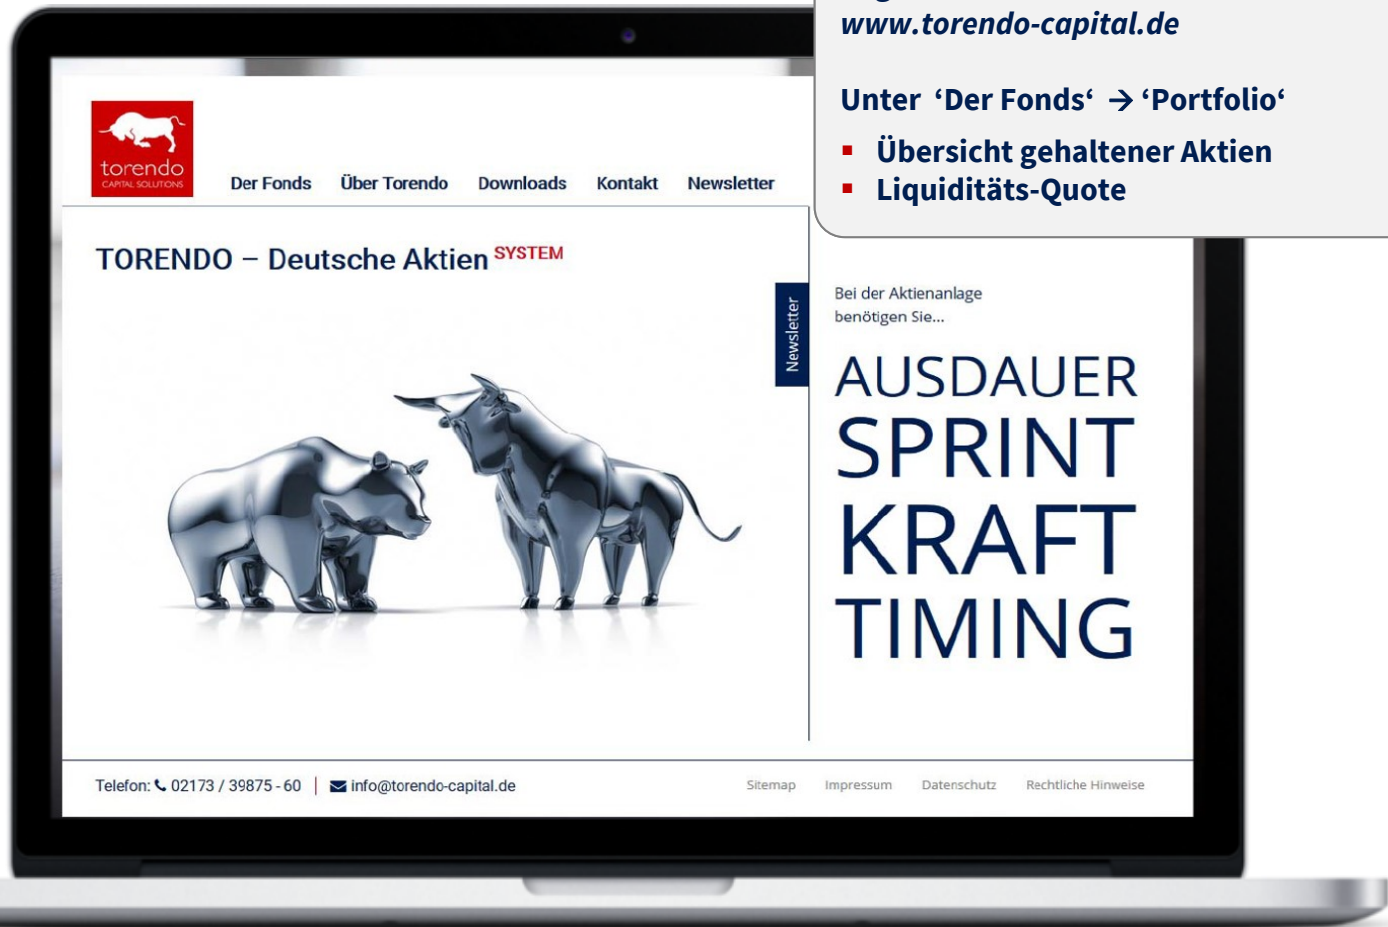 www.torendo-capital.de
Unter ‘Der Fonds‘ → ‘Portfolio‘
▪ Übersicht gehaltener Aktien
▪ Liquiditäts-Quote
torendo
CAPITAL SOLUTIONS
Der Fonds Über Torendo Downloads Kontakt Newsletter
TORENDO – Deutsche Aktien SYSTEM
Newsletter
Bei der Aktienanlage
benötigen Sie...
AUSDAUER
SPRINT
KRAFT
TIMING
Telefon: 02173 / 39875 - 60 | info@torendo-capital.de
Sitemap Impressum Datenschutz Rechtliche Hinweise